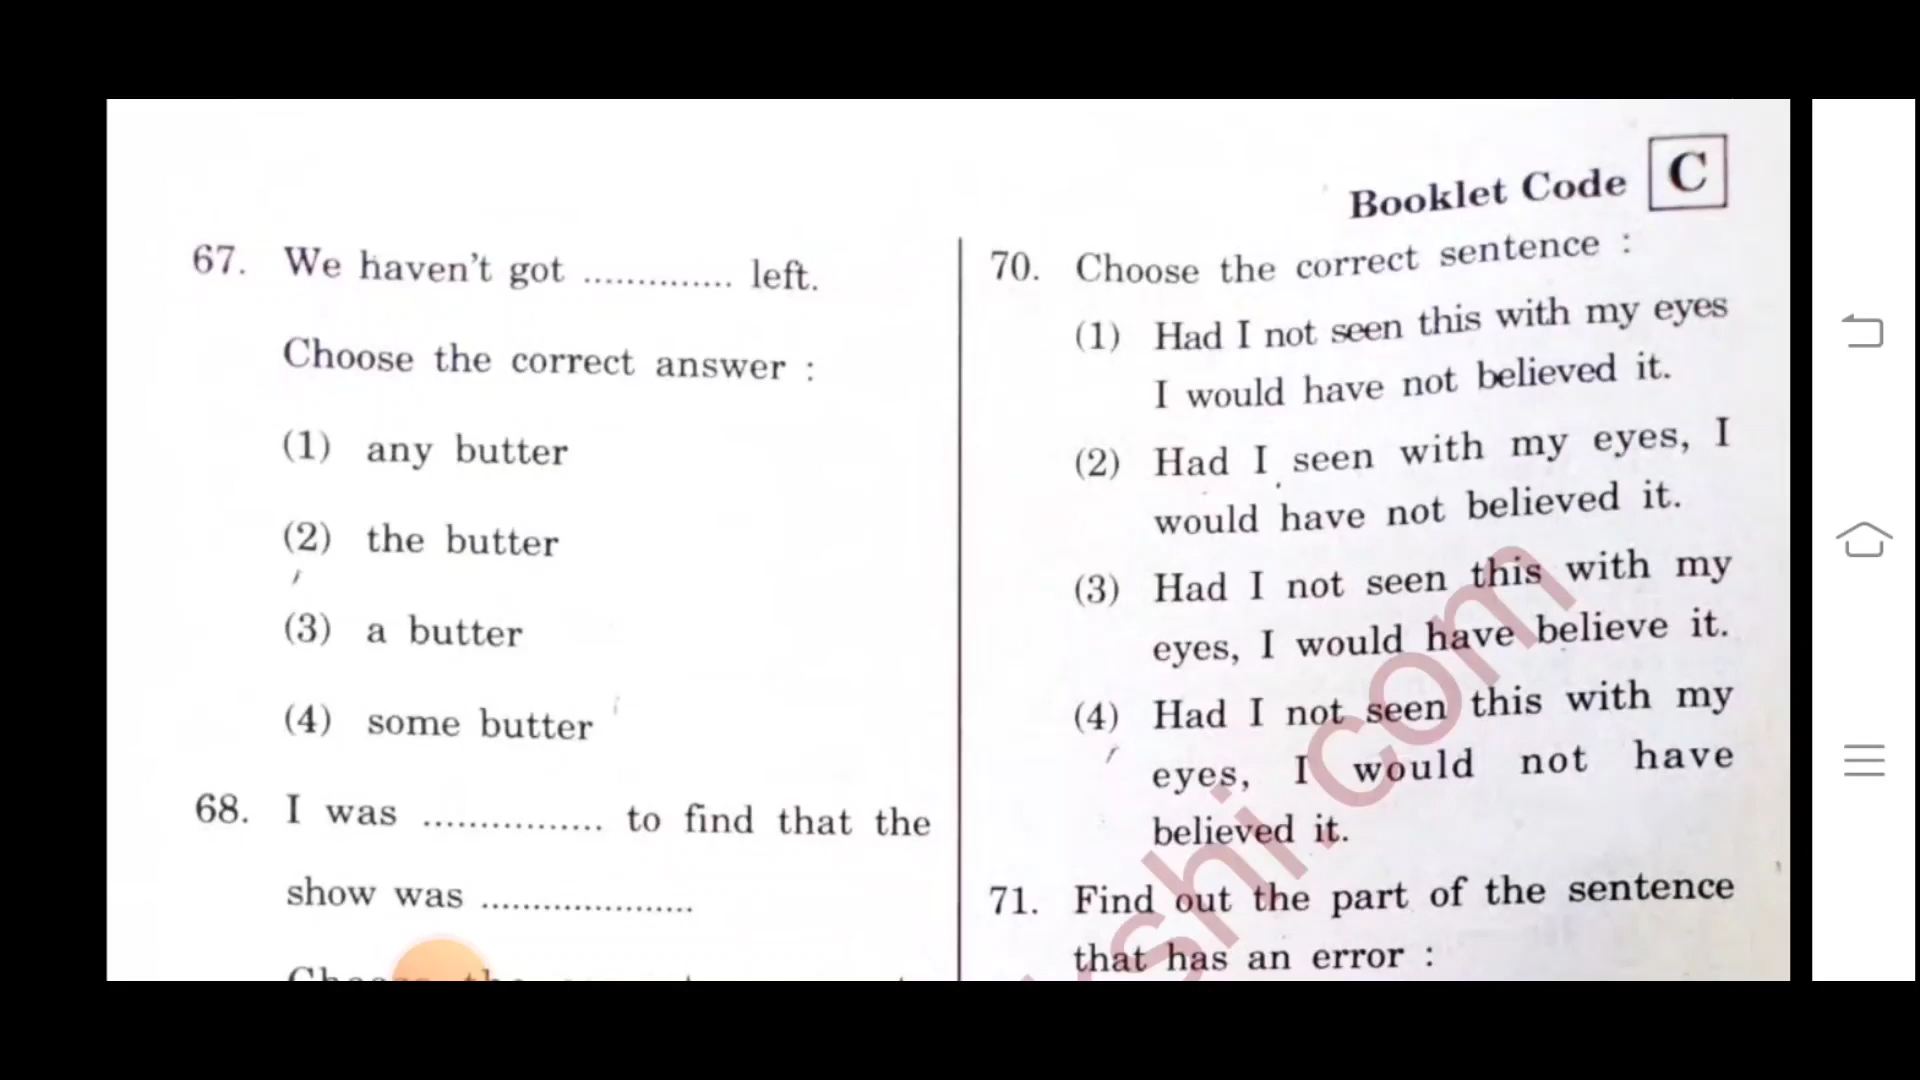 Booklet Code C
67. We haven't got .............. left.
Choose the correct answer :
(1) any butter
(2) the butter
(3) a butter
(4) some butter
68. I was ................ to find that the
show was .....................
70. Choose the correct sentence :
(1) Had I not seen this with my eyes
I would have not believed it.
(2) Had I seen with my eyes, I
would have not believed it.
(3) Had I not seen this with my
eyes, I would have believe it.
(4) Had I not seen this with my
eyes, I would not have
believed it.
71. Find out the part of the sentence
that has an error :
shi.com